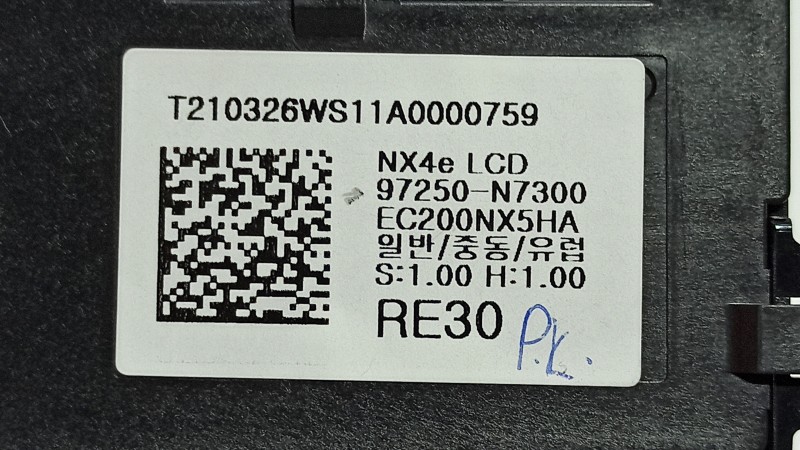 T210326WS11A0000759
NX4e LCD
97250-N7300
EC200NX5HA
일반/중동/유럽
S:1.00 H:1.00
RE30
P.K.